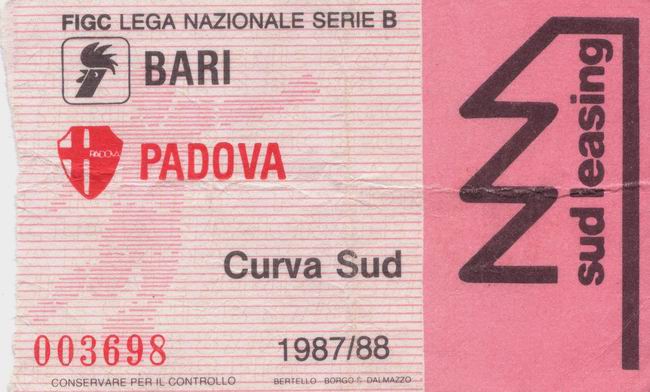 FIGC LEGA NAZIONALE SERIE B
BARI
PADOVA
PADOVA
Curva Sud
003698
1987/88
CONSERVARE PER IL CONTROLLO
BERTELLO - BORGO S. DALMAZZO
sud leasing